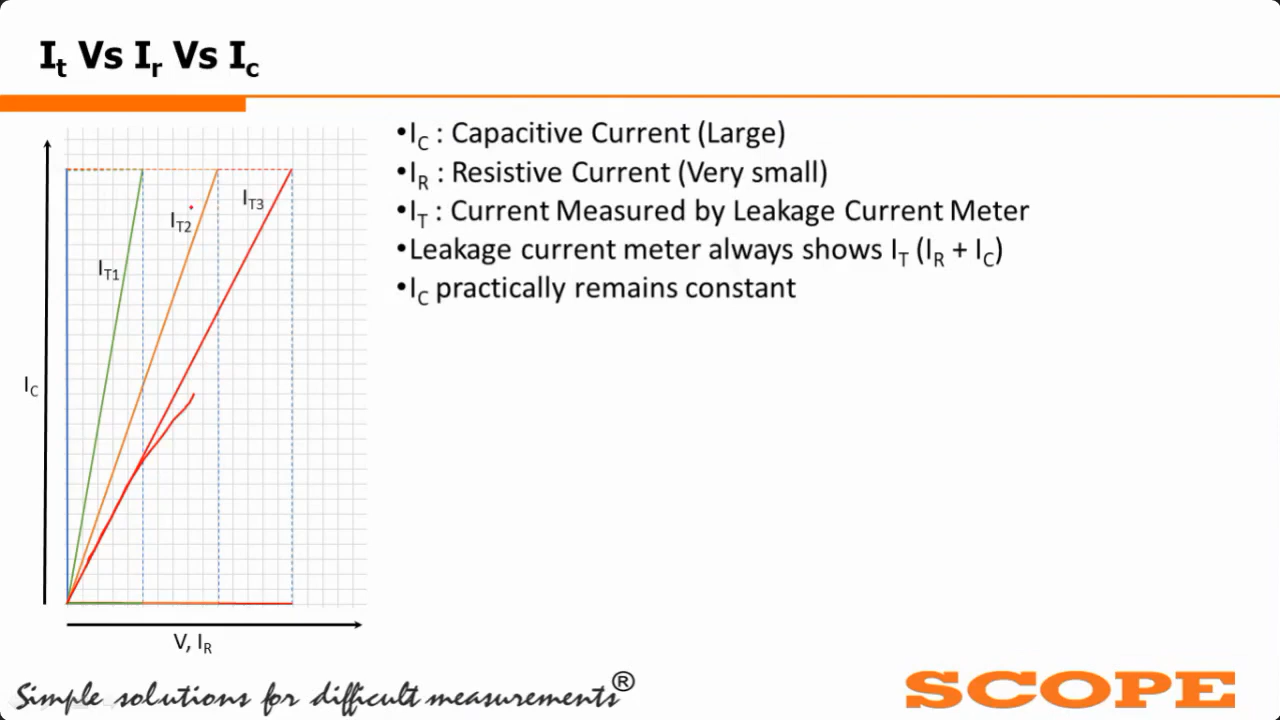 It Vs Ir Vs Ic
•IC : Capacitive Current (Large)
•IR : Resistive Current (Very small)
•IT : Current Measured by Leakage Current Meter
•Leakage current meter always shows IT (IR + IC)
•IC practically remains constant
IT1
IT2
IT3
IC
V, IR
Simple solutions for difficult measurements®
SCOPE